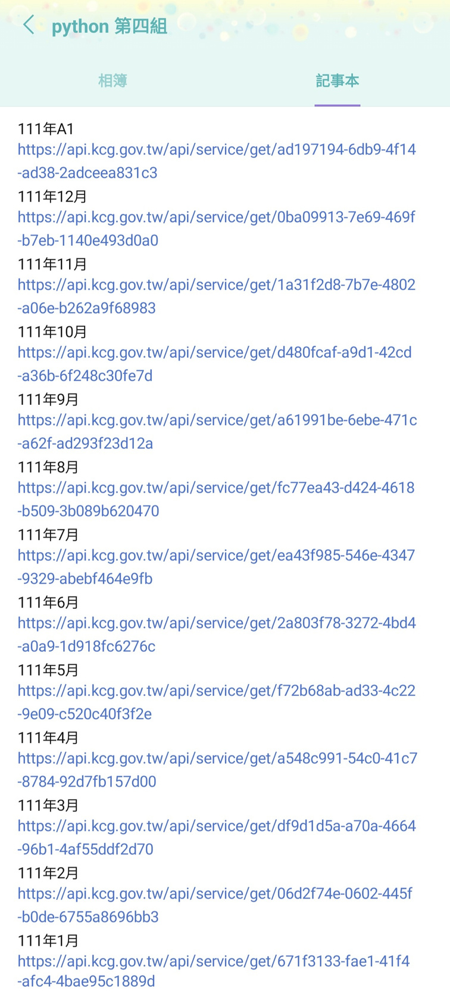 python 第四組
相簿
記事本
111年A1
https://api.kcg.gov.tw/api/service/get/ad197194-6db9-4f14
-ad38-2adceea831c3
111年12月
https://api.kcg.gov.tw/api/service/get/0ba09913-7e69-469f
-b7eb-1140e493d0a0
111年11月
https://api.kcg.gov.tw/api/service/get/1a31f2d8-7b7e-4802
-a06e-b262a9f68983
111年10月
https://api.kcg.gov.tw/api/service/get/d480fcaf-a9d1-42cd
-a36b-6f248c30fe7d
111年9月
https://api.kcg.gov.tw/api/service/get/a61991be-6ebe-471c
-a62f-ad293f23d12a
111年8月
https://api.kcg.gov.tw/api/service/get/fc77ea43-d424-4618
-b509-3b089b620470
111年7月
https://api.kcg.gov.tw/api/service/get/ea43f985-546e-4347
-9329-abebf464e9fb
111年6月
https://api.kcg.gov.tw/api/service/get/2a803f78-3272-4bd4
-a0a9-1d918fc6276c
111年5月
https://api.kcg.gov.tw/api/service/get/f72b68ab-ad33-4c22
-9e09-c520c40f3f2e
111年4月
https://api.kcg.gov.tw/api/service/get/a548c991-54c0-41c7
-8784-92d7fb157d00
111年3月
https://api.kcg.gov.tw/api/service/get/df9d1d5a-a70a-4664
-96b1-4af55ddf2d70
111年2月
https://api.kcg.gov.tw/api/service/get/06d2f74e-0602-445f
-b0de-6755a8696bb3
111年1月
https://api.kcg.gov.tw/api/service/get/671f3133-fae1-41f4
-afc4-4bae95c1889d